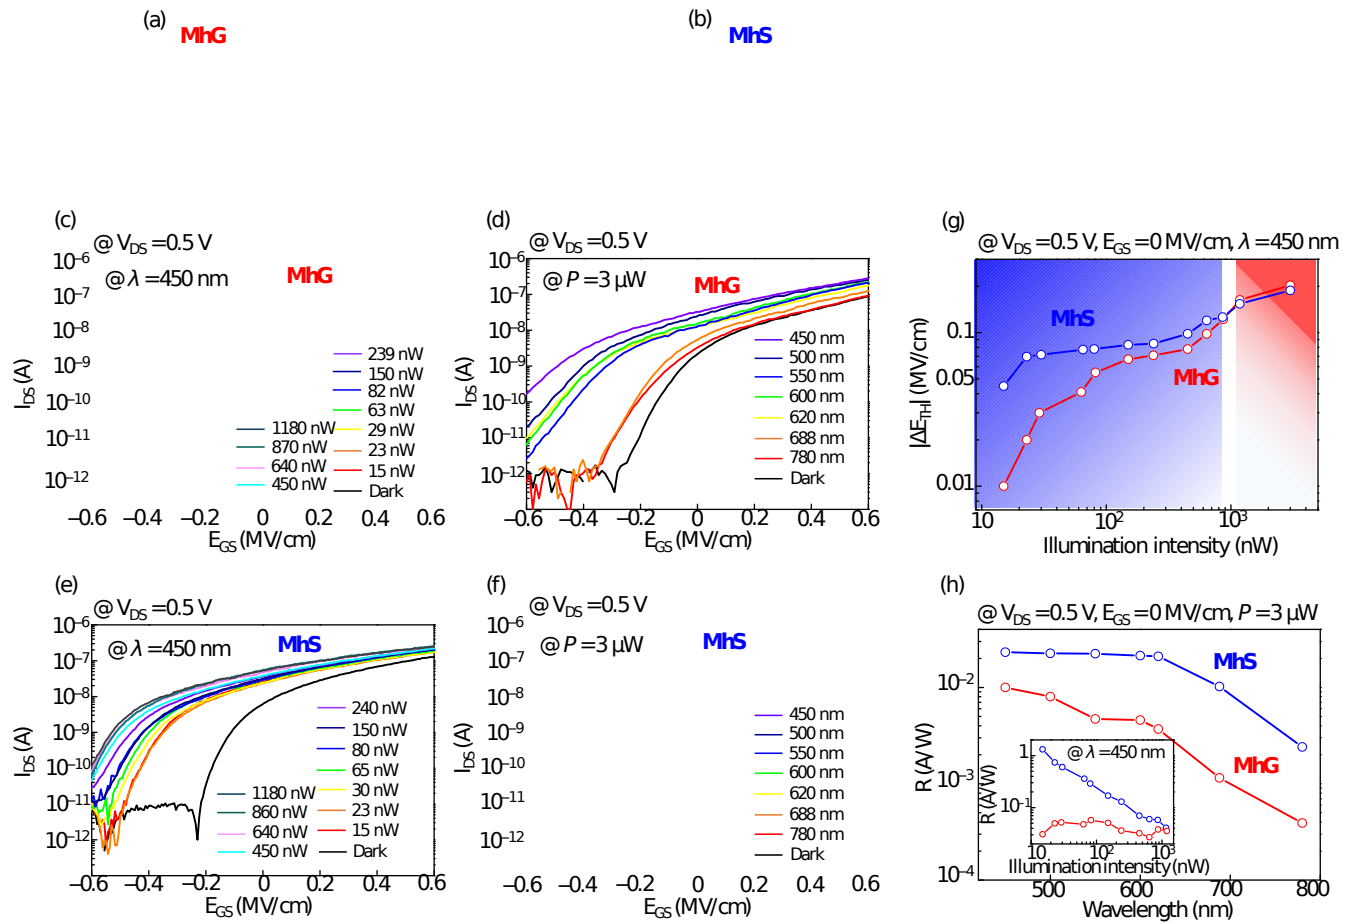 (a) MhG
(b) MhS
(c)
@ V_DS = 0.5 V
@ λ = 450 nm
MhG
10⁻⁶
10⁻⁷
10⁻⁸
10⁻⁹
10⁻¹⁰
10⁻¹¹
10⁻¹²
I_DS (A)
239 nW
150 nW
82 nW
63 nW
29 nW
23 nW
15 nW
Dark
1180 nW
870 nW
640 nW
450 nW
−0.6 −0.4 −0.2 0 0.2 0.4 0.6
E_GS (MV/cm)
(d)
@ V_DS = 0.5 V
@ P = 3 µW
MhG
10⁻⁶
10⁻⁷
10⁻⁸
10⁻⁹
10⁻¹⁰
10⁻¹¹
10⁻¹²
I_DS (A)
450 nm
500 nm
550 nm
600 nm
620 nm
688 nm
780 nm
Dark
−0.6 −0.4 −0.2 0 0.2 0.4 0.6
E_GS (MV/cm)
(g)
@ V_DS = 0.5 V, E_GS = 0 MV/cm, λ = 450 nm
MhS
MhG
0.1
0.05
0.01
|ΔE_TH| (MV/cm)
10 10² 10³
Illumination intensity (nW)
(e)
@ V_DS = 0.5 V
@ λ = 450 nm
MhS
10⁻⁶
10⁻⁷
10⁻⁸
10⁻⁹
10⁻¹⁰
10⁻¹¹
10⁻¹²
I_DS (A)
240 nW
150 nW
80 nW
65 nW
30 nW
23 nW
15 nW
Dark
1180 nW
860 nW
640 nW
450 nW
−0.6 −0.4 −0.2 0 0.2 0.4 0.6
E_GS (MV/cm)
(f)
@ V_DS = 0.5 V
@ P = 3 µW
MhS
10⁻⁶
10⁻⁷
10⁻⁸
10⁻⁹
10⁻¹⁰
10⁻¹¹
10⁻¹²
I_DS (A)
450 nm
500 nm
550 nm
600 nm
620 nm
688 nm
780 nm
Dark
−0.6 −0.4 −0.2 0 0.2 0.4 0.6
E_GS (MV/cm)
(h)
@ V_DS = 0.5 V, E_GS = 0 MV/cm, P = 3 µW
MhS
MhG
10⁻²
10⁻³
10⁻⁴
R (A/W)
@ λ = 450 nm
1
10⁻¹
R (A/W)
10 10² 10³
Illumination intensity (nW)
500 600 700 800
Wavelength (nm)